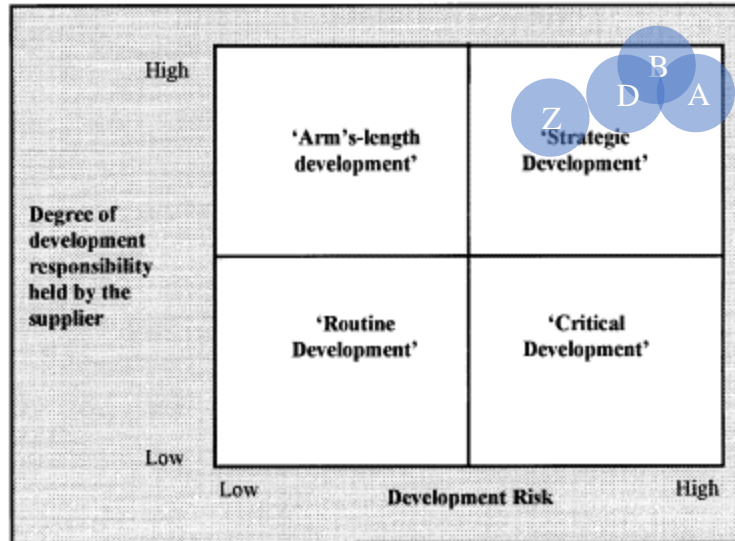 High
B
D
A
Z
‘Arm’s-length
development’
‘Strategic
Development’
Degree of
development
responsibility
held by the
supplier
‘Routine
Development’
‘Critical
Development’
Low
Low
Development Risk
High